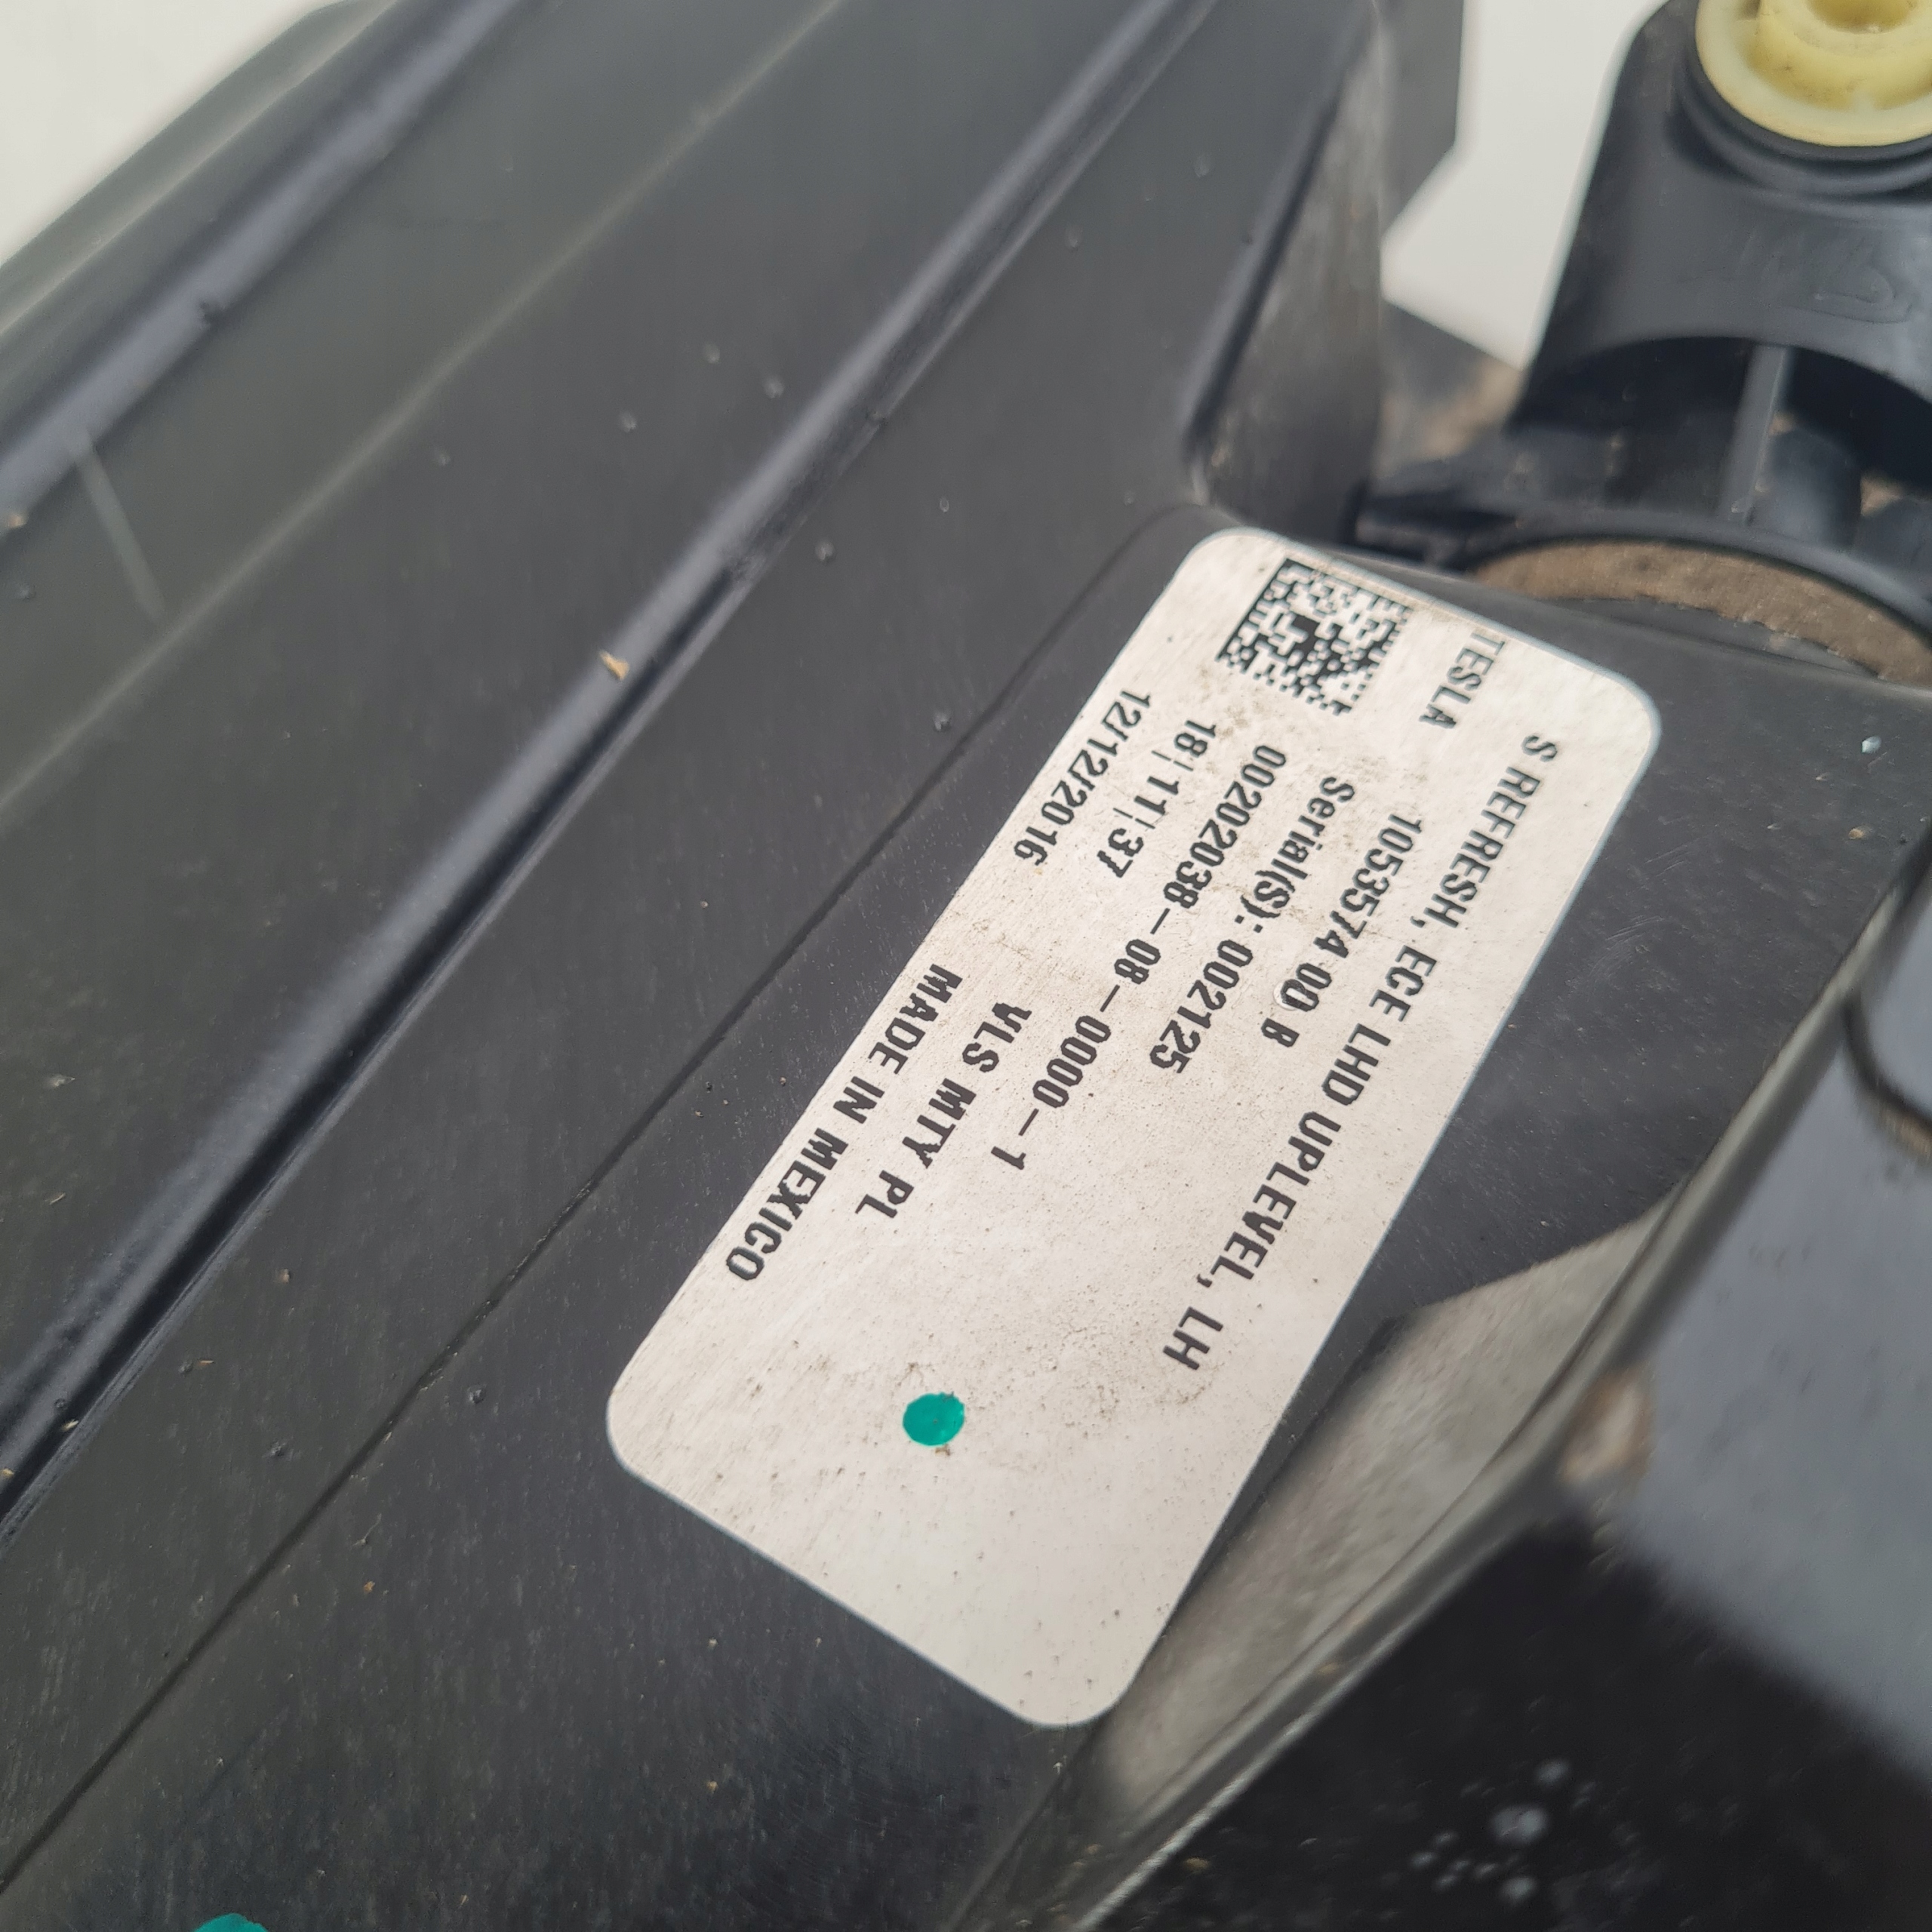 TESLA
S REFRESH, ECE LHD UPLEVEL, LH
1053574 00 B
Serial(S): 002125
00202038-08-0000-1
18¦11¦37
VLS MTY PL
12/12/2016
MADE IN MEXICO